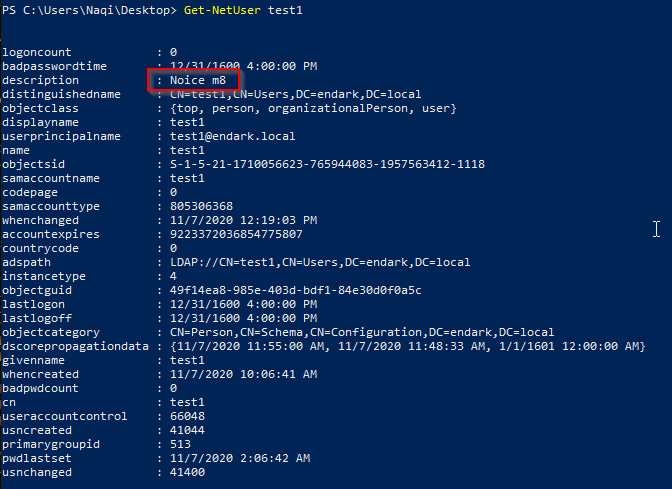 PS C:\Users\Naqi\Desktop> Get-NetUser test1
logoncount : 0
badpasswordtime : 12/31/1600 4:00:00 PM
description : Noice m8
distinguishedname : CN=test1,CN=Users,DC=endark,DC=local
objectclass : {top, person, organizationalPerson, user}
displayname : test1
userprincipalname : test1@endark.local
name : test1
objectsid : S-1-5-21-1710056623-765944083-1957563412-1118
samaccountname : test1
codepage : 0
samaccounttype : 805306368
whenchanged : 11/7/2020 12:19:03 PM
accountexpires : 9223372036854775807
countrycode : 0
adspath : LDAP://CN=test1,CN=Users,DC=endark,DC=local
instancetype : 4
objectguid : 49f14ea8-985e-403d-bdf1-84e30d0f0a5c
lastlogon : 12/31/1600 4:00:00 PM
lastlogoff : 12/31/1600 4:00:00 PM
objectcategory : CN=Person,CN=Schema,CN=Configuration,DC=endark,DC=local
dscorepropagationdata : {11/7/2020 11:55:00 AM, 11/7/2020 11:48:33 AM, 1/1/1601 12:00:00 AM}
givenname : test1
whencreated : 11/7/2020 10:06:41 AM
badpwdcount : 0
cn : test1
useraccountcontrol : 66048
usncreated : 41044
primarygroupid : 513
pwdlastset : 11/7/2020 2:06:42 AM
usnchanged : 41400